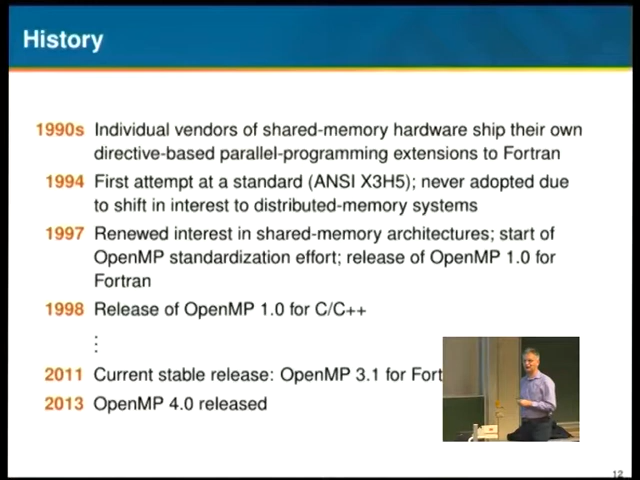 History
1990s Individual vendors of shared-memory hardware ship their own
directive-based parallel-programming extensions to Fortran
1994 First attempt at a standard (ANSI X3H5); never adopted due
to shift in interest to distributed-memory systems
1997 Renewed interest in shared-memory architectures; start of
OpenMP standardization effort; release of OpenMP 1.0 for
Fortran
1998 Release of OpenMP 1.0 for C/C++
⋮
2011 Current stable release: OpenMP 3.1 for Fort
2013 OpenMP 4.0 released
12